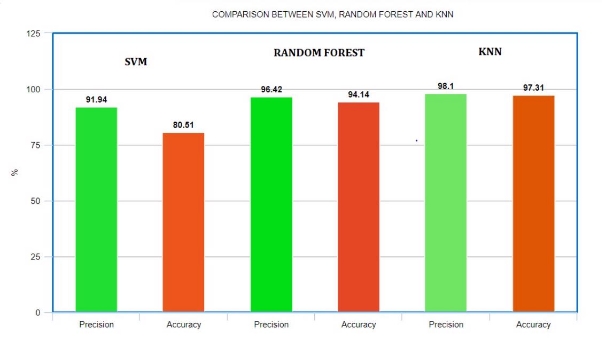 COMPARISON BETWEEN SVM, RANDOM FOREST AND KNN
125
SVM RANDOM FOREST KNN
100
91.94 80.51 96.42 94.14 98.1 97.31
75
%
50
25
0
Precision Accuracy Precision Accuracy Precision Accuracy